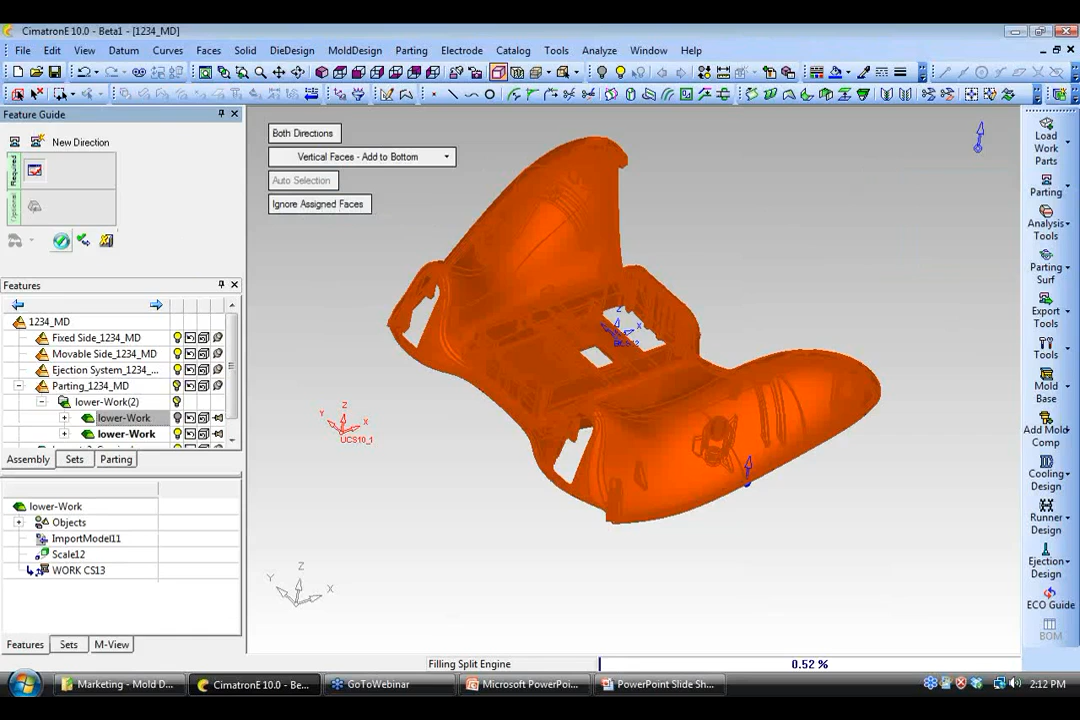 CimatronE 10.0 - Beta1 - [1234_MD]
File Edit View Datum Curves Faces Solid DieDesign MoldDesign Parting Electrode Catalog Tools Analyze Window Help
Feature Guide
New Direction
Required
Optional
Both Directions
Vertical Faces - Add to Bottom
Auto Selection
Ignore Assigned Faces
Features
1234_MD
Fixed Side_1234_MD
Movable Side_1234_MD
Ejection System_1234_...
Parting_1234_MD
lower-Work(2)
lower-Work
lower-Work
Assembly Sets Parting
lower-Work
Objects
ImportModel11
Scale12
WORK CS13
Features Sets M-View
Z
X
Z
Y
X
UCS10_1
Z
Y
X
Load Work Parts
Parting
Analysis Tools
Parting Surf
Export Tools
Tools
Mold Base
Add Mold Comp
Cooling Design
Runner Design
Ejection Design
ECO Guide
BOM
Filling Split Engine
0.52 %
Marketing - Mold D...
CimatronE 10.0 - Be...
GoToWebinar
Microsoft PowerPo...
PowerPoint Slide Sh...
2:12 PM